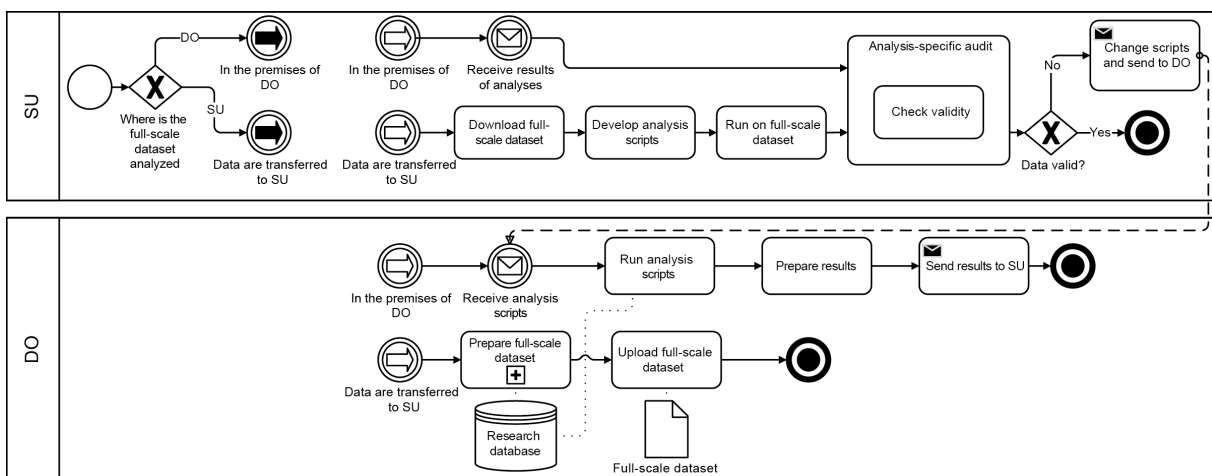 SU
DO
In the premises of
DO
SU
Where is the
full-scale
dataset
analyzed
Data are transferred
to SU
In the premises of
DO
Receive results
of analyses
Data are transferred
to SU
Download full-
scale dataset
Develop analysis
scripts
Run on full-scale
dataset
Analysis-specific audit
Check validity
No
Data valid?
Yes
Change scripts
and send to DO
DO
In the premises of
DO
Receive analysis
scripts
Run analysis
scripts
Prepare results
Send results to SU
Data are transferred
to SU
Prepare full-scale
dataset
Upload full-scale
dataset
Research
database
Full-scale dataset